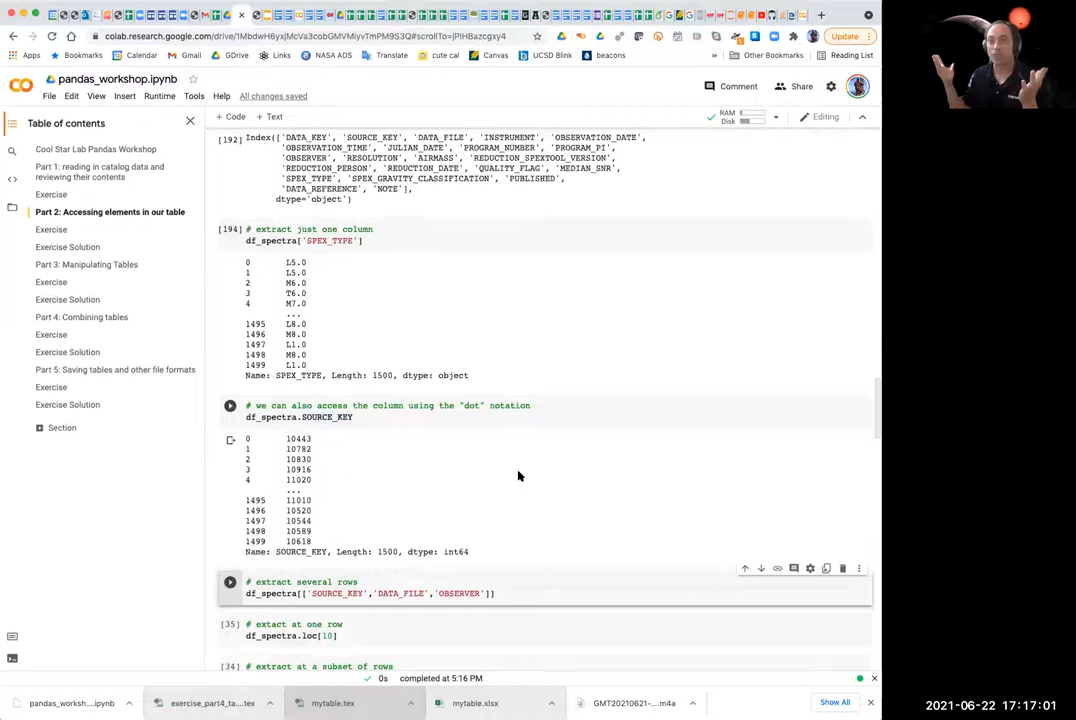 colab.research.google.com/drive/1MbdwH6yxjMcVa3cobGMVMiyvTmPM9S3Q#scrollTo=jPIHBazcgxy4
Update
Apps
Bookmarks
Calendar
Gmail
GDrive
Links
NASA ADS
Translate
cute cal
Canvas
UCSD Blink
beacons
»
Other Bookmarks
Reading List
pandas_workshop.ipynb
Comment
Share
File Edit View Insert Runtime Tools Help All changes saved
Table of contents
+ Code + Text
RAM
Disk
Editing
Cool Star Lab Pandas Workshop
Part 1: reading in catalog data and
reviewing their contents
Exercise
Part 2: Accessing elements in our table
Exercise
Exercise Solution
Part 3: Manipulating Tables
Exercise
Exercise Solution
Part 4: Combining tables
Exercise
Exercise Solution
Part 5: Saving tables and other file formats
Exercise
Exercise Solution
Section
[192] Index(['DATA_KEY', 'SOURCE_KEY', 'DATA_FILE', 'INSTRUMENT', 'OBSERVATION_DATE',
'OBSERVATION_TIME', 'JULIAN_DATE', 'PROGRAM_NUMBER', 'PROGRAM_PI',
'OBSERVER', 'RESOLUTION', 'AIRMASS', 'REDUCTION_SPEXTOOL_VERSION',
'REDUCTION_PERSON', 'REDUCTION_DATE', 'QUALITY_FLAG', 'MEDIAN_SNR',
'SPEX_TYPE', 'SPEX_GRAVITY_CLASSIFICATION', 'PUBLISHED',
'DATA_REFERENCE', 'NOTE'],
dtype='object')
[194] # extract just one column
df_spectra['SPEX_TYPE']
0 L5.0
1 L5.0
2 M6.0
3 T6.0
4 M7.0
...
1495 L8.0
1496 M8.0
1497 L1.0
1498 M8.0
1499 L1.0
Name: SPEX_TYPE, Length: 1500, dtype: object
# we can also access the column using the "dot" notation
df_spectra.SOURCE_KEY
0 10443
1 10782
2 10830
3 10916
4 11020
...
1495 11010
1496 10520
1497 10544
1498 10589
1499 10618
Name: SOURCE_KEY, Length: 1500, dtype: int64
# extract several rows
df_spectra[['SOURCE_KEY','DATA_FILE','OBSERVER']]
[35] # extact at one row
df_spectra.loc[10]
[34] # extract at a subset of rows
0s completed at 5:16 PM
pandas_worksh....ipynb
exercise_part4_ta....tex
mytable.tex
mytable.xlsx
GMT20210621-....m4a
Show All
2021-06-22 17:17:01